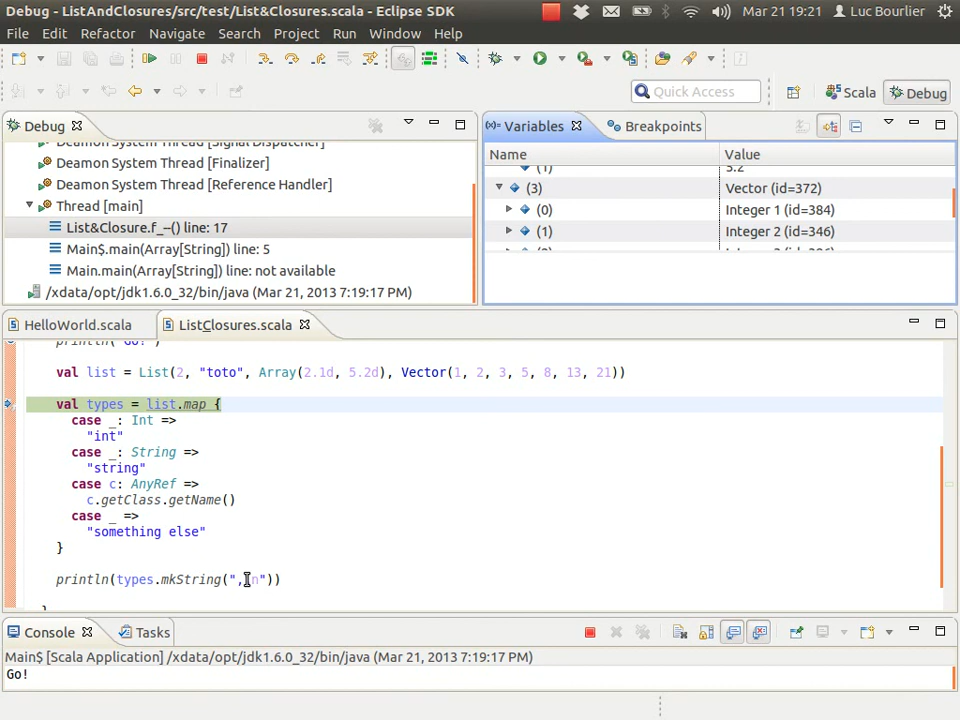 Debug - ListAndClosures/src/test/List&Closures.scala - Eclipse SDK
Mar 21 19:21
Luc Bourlier
File Edit Refactor Navigate Search Project Run Window Help
Quick Access
Scala
Debug
Debug
Deamon System Thread [Signal Dispatcher]
Deamon System Thread [Finalizer]
Deamon System Thread [Reference Handler]
Thread [main]
List&Closure.f_–() line: 17
Main$.main(Array[String]) line: 5
Main.main(Array[String]) line: not available
/xdata/opt/jdk1.6.0_32/bin/java (Mar 21, 2013 7:19:17 PM)
(x)= Variables
Breakpoints
Name Value
(1) 5.2
(3) Vector (id=372)
(0) Integer 1 (id=384)
(1) Integer 2 (id=346)
HelloWorld.scala
ListClosures.scala
println("Go!")
val list = List(2, "toto", Array(2.1d, 5.2d), Vector(1, 2, 3, 5, 8, 13, 21))
val types = list.map {
case _: Int =>
"int"
case _: String =>
"string"
case c: AnyRef =>
c.getClass.getName()
case _ =>
"something else"
}
println(types.mkString(",\n"))
}
Console
Tasks
Main$ [Scala Application] /xdata/opt/jdk1.6.0_32/bin/java (Mar 21, 2013 7:19:17 PM)
Go!